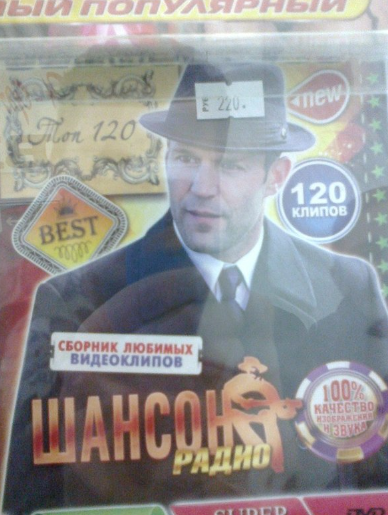 ЫЙ ПОПУЛЯРНЫЙ
РУБ 220.
new
Топ 120
120
КЛИПОВ
BEST
СБОРНИК ЛЮБИМЫХ
ВИДЕОКЛИПОВ
ШАНСОН
РАДИО
100%
КАЧЕСТВО
ИЗОБРАЖЕНИЯ
И ЗВУКА
SUPER
DVD